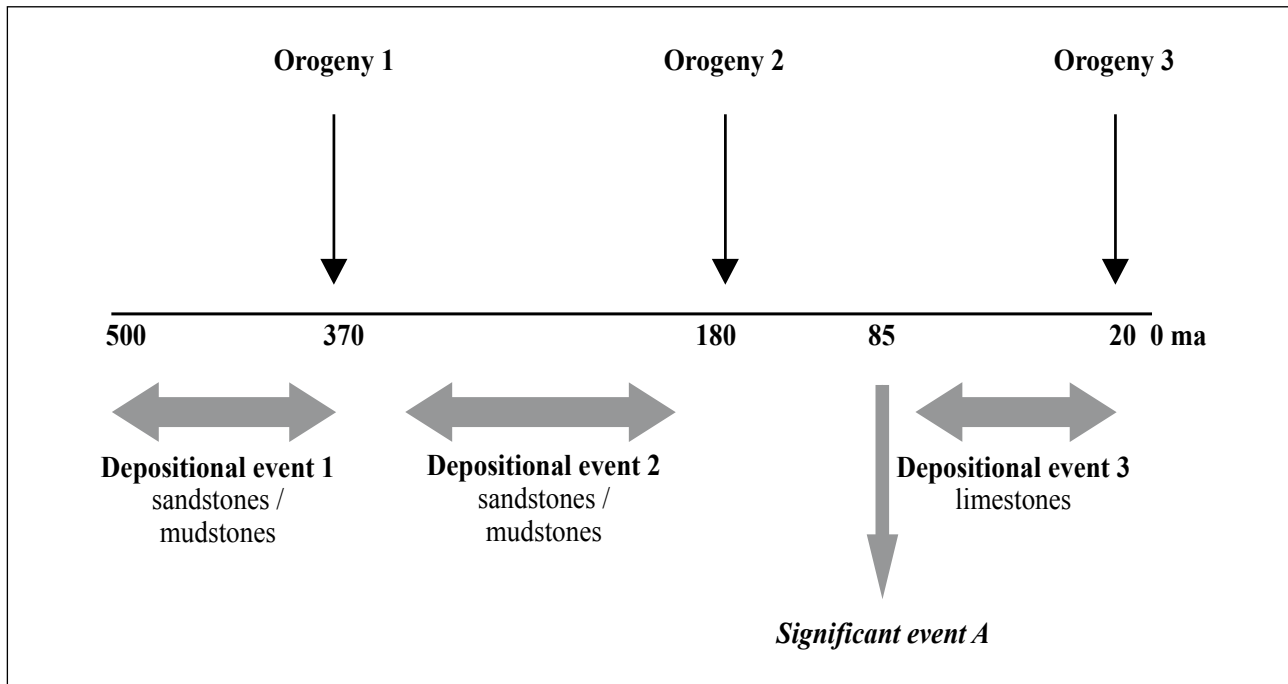 Orogeny 1 Orogeny 2 Orogeny 3
500 370 180 85 20 0 ma
Depositional event 1
sandstones /
mudstones
Depositional event 2
sandstones /
mudstones
Depositional event 3
limestones
Significant event A